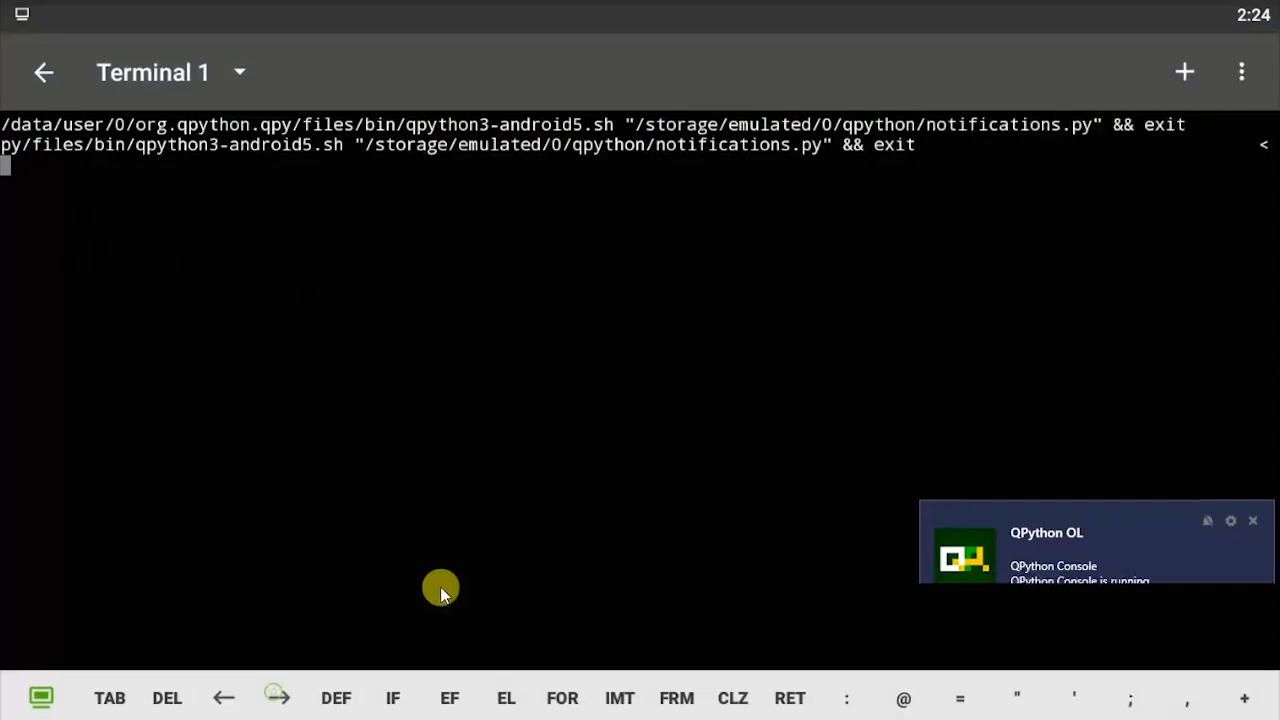 2:24
Terminal 1
/data/user/0/org.qpython.qpy/files/bin/qpython3-android5.sh "/storage/emulated/0/qpython/notifications.py" && exit
py/files/bin/qpython3-android5.sh "/storage/emulated/0/qpython/notifications.py" && exit <
QPython OL
QPython Console
QPython Console is running
TAB DEL ← → DEF IF EF EL FOR IMT FRM CLZ RET : @ = " ' ; , +